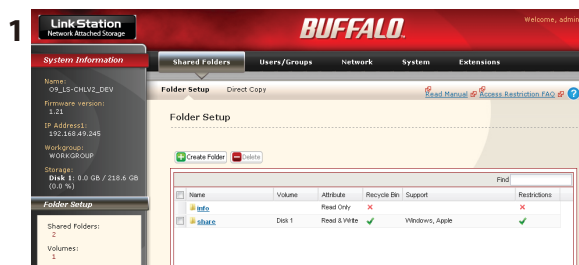 1
LinkStation
Network Attached Storage
BUFFALO
Welcome, admin
System Information
Shared Folders Users/Groups Network System Extensions
Name:
O9_LS-CHLV2_DEV
Firmware version:
1.21
IP Address1:
192.168.49.245
Workgroup:
WORKGROUP
Storage:
Disk 1: 0.0 GB / 218.6 GB
(0.0 %)
Folder Setup
Shared Folders:
2
Volumes:
1
Folder Setup Direct Copy
Read Manual Access Restriction FAQ ?
Folder Setup
Create Folder Delete
Find
Name Volume Attribute Recycle Bin Support Restrictions
info Read Only
share Disk 1 Read & Write Windows, Apple